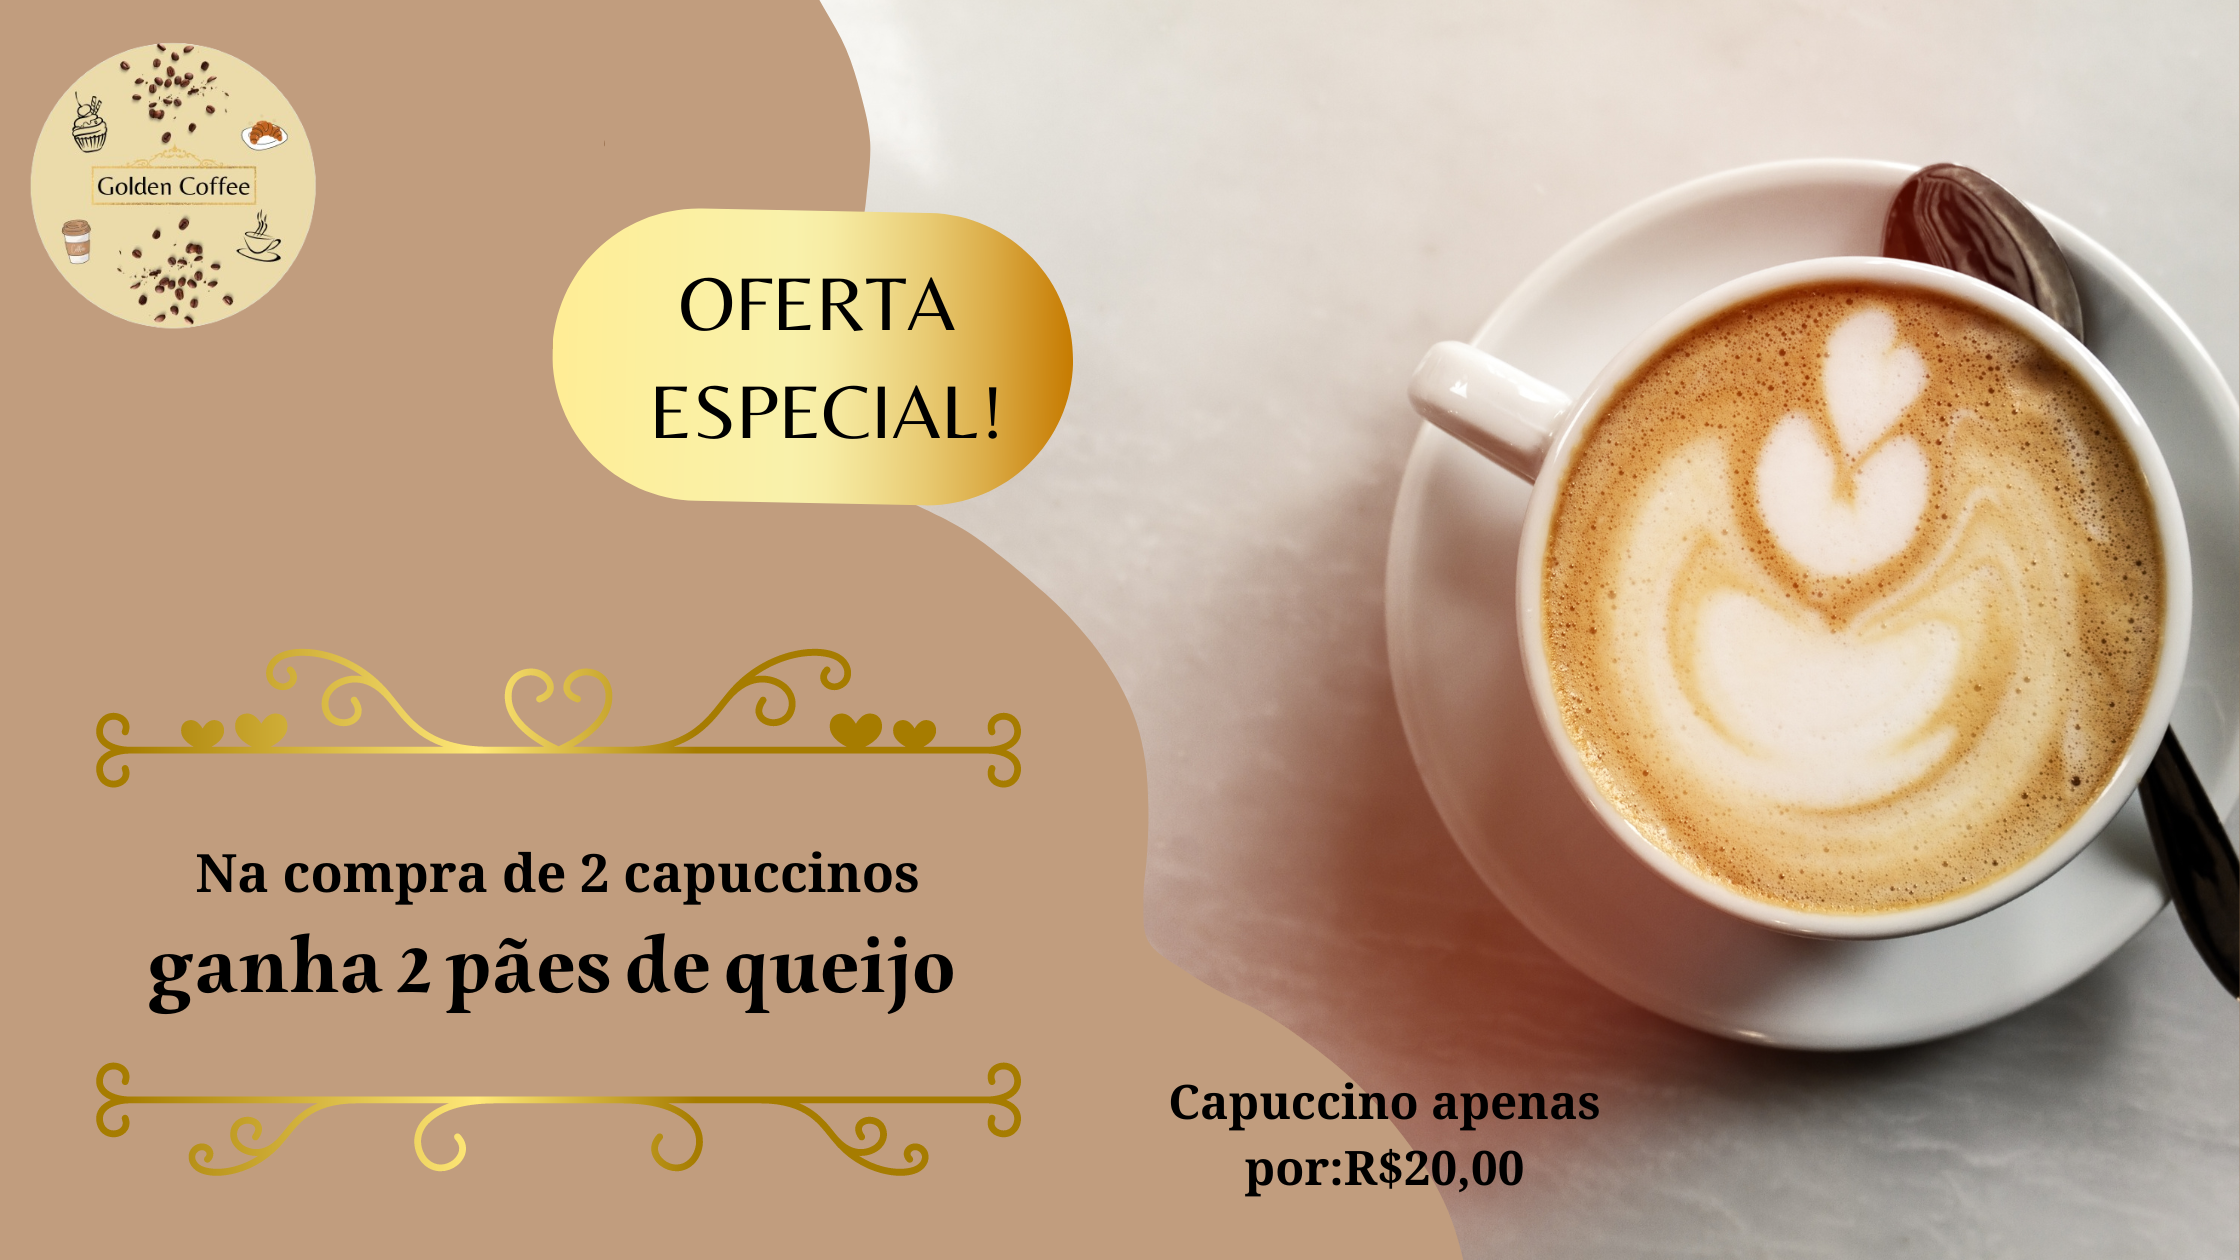 Golden Coffee
OFERTA
ESPECIAL!
Na compra de 2 capuccinos
ganha 2 pães de queijo
Capuccino apenas
por:R$20,00